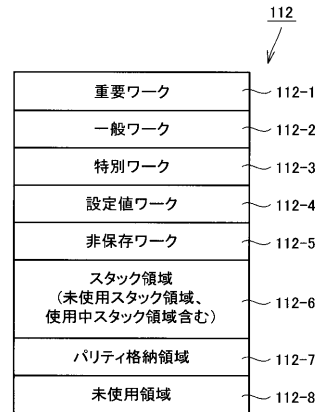 112
重要ワーク 112-1
一般ワーク 112-2
特別ワーク 112-3
設定値ワーク 112-4
非保存ワーク 112-5
スタック領域
(未使用スタック領域、
使用中スタック領域含む) 112-6
パリティ格納領域 112-7
未使用領域 112-8